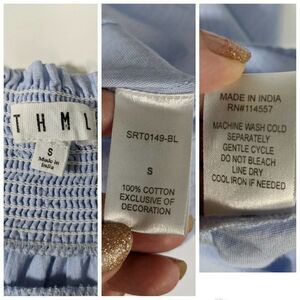 THML
S
Made in
India
SRT0149-BL
S
100% COTTON
EXCLUSIVE OF
DECORATION
MADE IN INDIA
RN#114557
MACHINE WASH COLD
SEPARATELY
GENTLE CYCLE
DO NOT BLEACH
LINE DRY
COOL IRON IF NEEDED